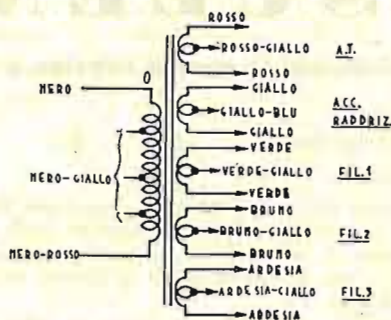 ROSSO
ROSSO-GIALLO A.T.
ROSSO
0
NERO
GIALLO
GIALLO-BLU ACC. RADDRIZ.
GIALLO
VERDE
NERO-GIALLO
VERDE-GIALLO FIL.1
VERDE
BRUNO
BRUNO-GIALLO FIL.2
NERO-ROSSO
BRUNO
ARDESIA
ARDESIA-GIALLO FIL.3
ARDESIA